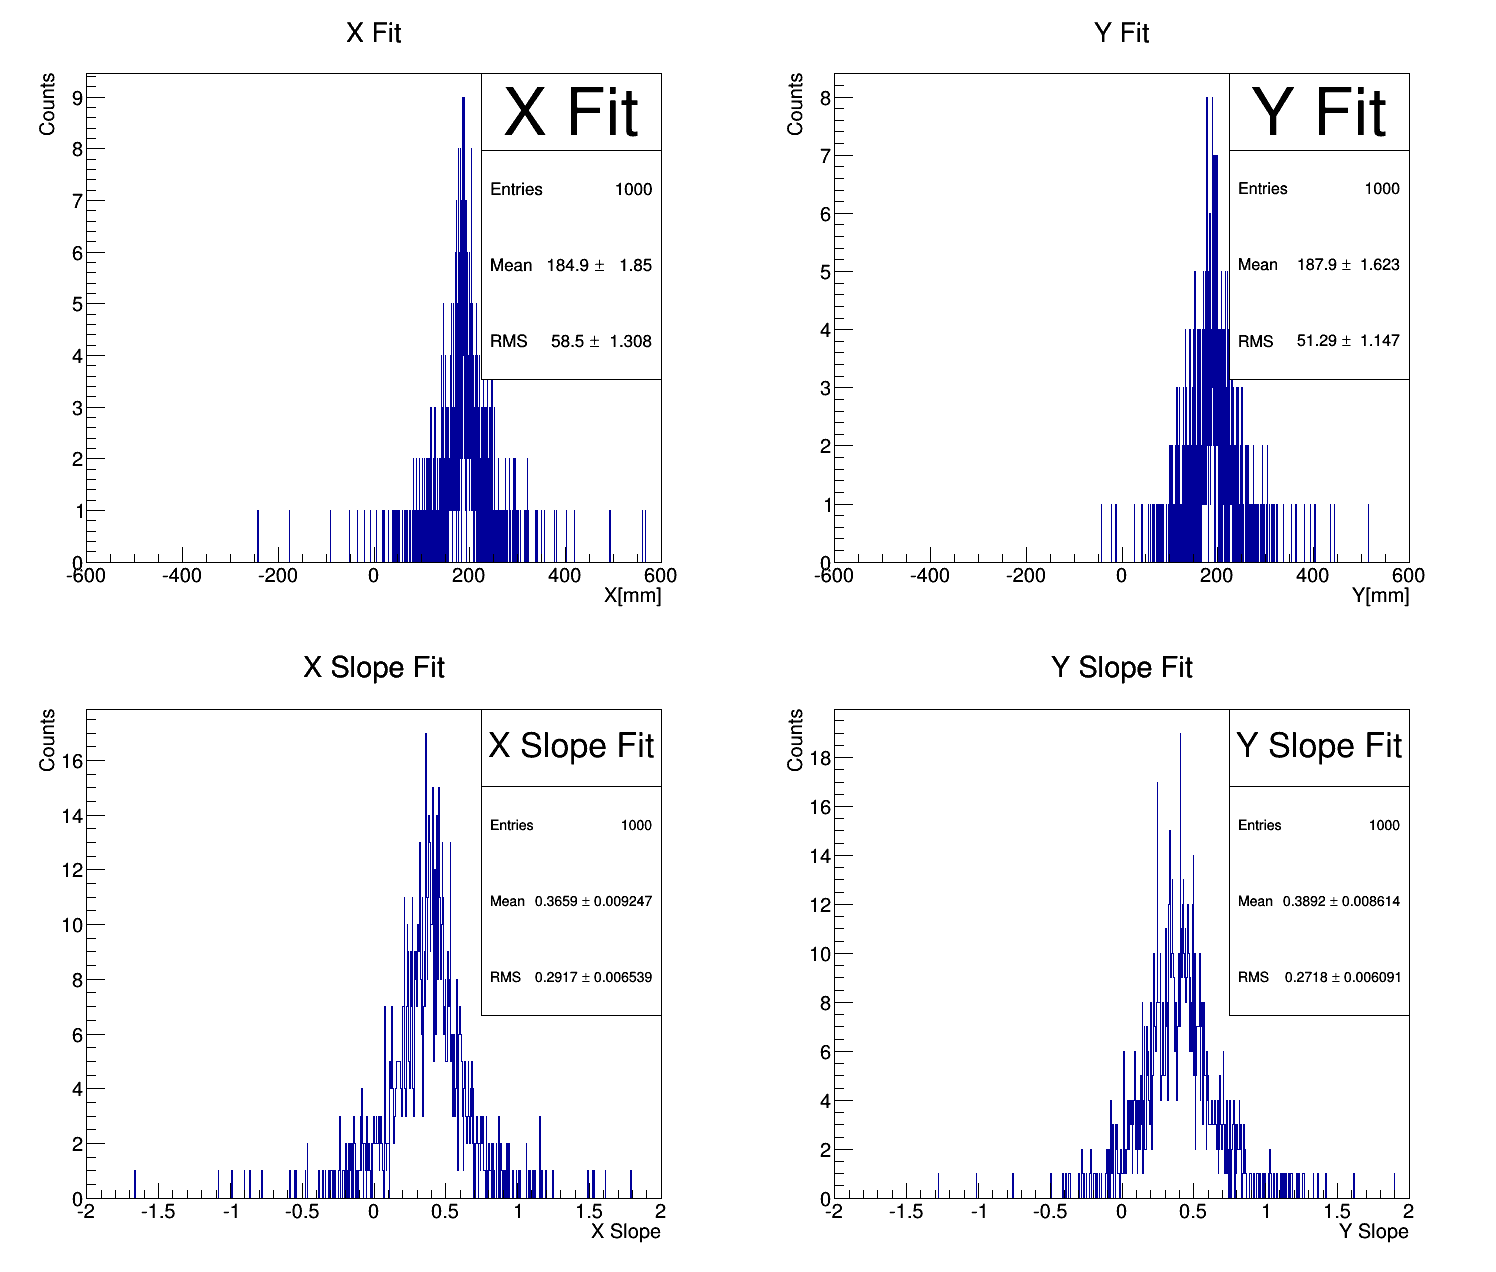 X Fit
Counts
9
8
7
6
5
4
3
2
1
0
-600 -400 -200 0 200 400 600
X[mm]
X Fit
Entries 1000
Mean 184.9 ± 1.85
RMS 58.5 ± 1.308
Y Fit
Counts
8
7
6
5
4
3
2
1
0
-600 -400 -200 0 200 400 600
Y[mm]
Y Fit
Entries 1000
Mean 187.9 ± 1.623
RMS 51.29 ± 1.147
X Slope Fit
Counts
16
14
12
10
8
6
4
2
0
-2 -1.5 -1 -0.5 0 0.5 1 1.5 2
X Slope
X Slope Fit
Entries 1000
Mean 0.3659 ± 0.009247
RMS 0.2917 ± 0.006539
Y Slope Fit
Counts
18
16
14
12
10
8
6
4
2
0
-2 -1.5 -1 -0.5 0 0.5 1 1.5 2
Y Slope
Y Slope Fit
Entries 1000
Mean 0.3892 ± 0.008614
RMS 0.2718 ± 0.006091